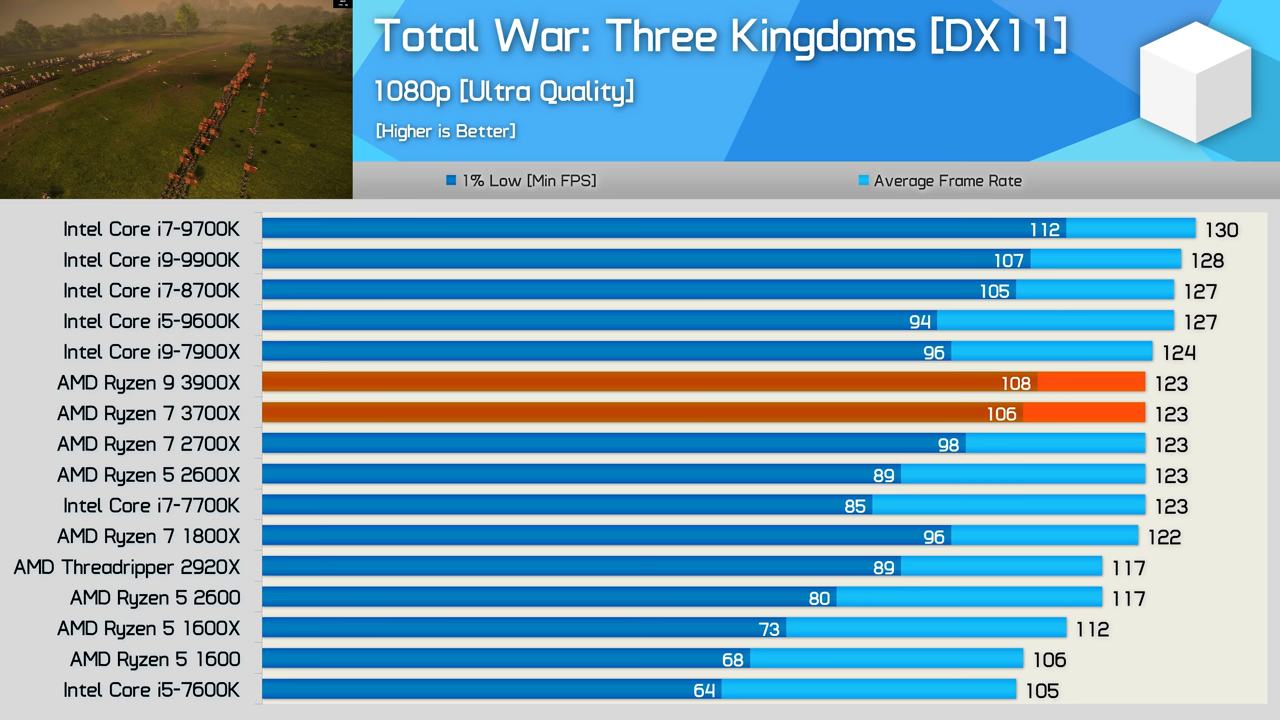 Total War: Three Kingdoms [DX11]
1080p [Ultra Quality]
[Higher is Better]
1% Low [Min FPS] Average Frame Rate
Intel Core i7-9700K 112 130
Intel Core i9-9900K 107 128
Intel Core i7-8700K 105 127
Intel Core i5-9600K 94 127
Intel Core i9-7900X 96 124
AMD Ryzen 9 3900X 108 123
AMD Ryzen 7 3700X 106 123
AMD Ryzen 7 2700X 98 123
AMD Ryzen 5 2600X 89 123
Intel Core i7-7700K 85 123
AMD Ryzen 7 1800X 96 122
AMD Threadripper 2920X 89 117
AMD Ryzen 5 2600 80 117
AMD Ryzen 5 1600X 73 112
AMD Ryzen 5 1600 68 106
Intel Core i5-7600K 64 105